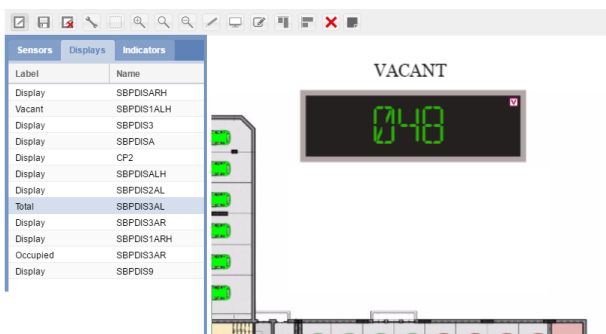 Sensors Displays Indicators
Label Name
Display SBPDISARH
Vacant SBPDIS1ALH
Display SBPDIS3
Display SBPDISA
Display CP2
Display SBPDISALH
Display SBPDIS2AL
Total SBPDIS3AL
Display SBPDIS3AR
Display SBPDIS1ARH
Occupied SBPDIS3AR
Display SBPDIS9
VACANT
V
048